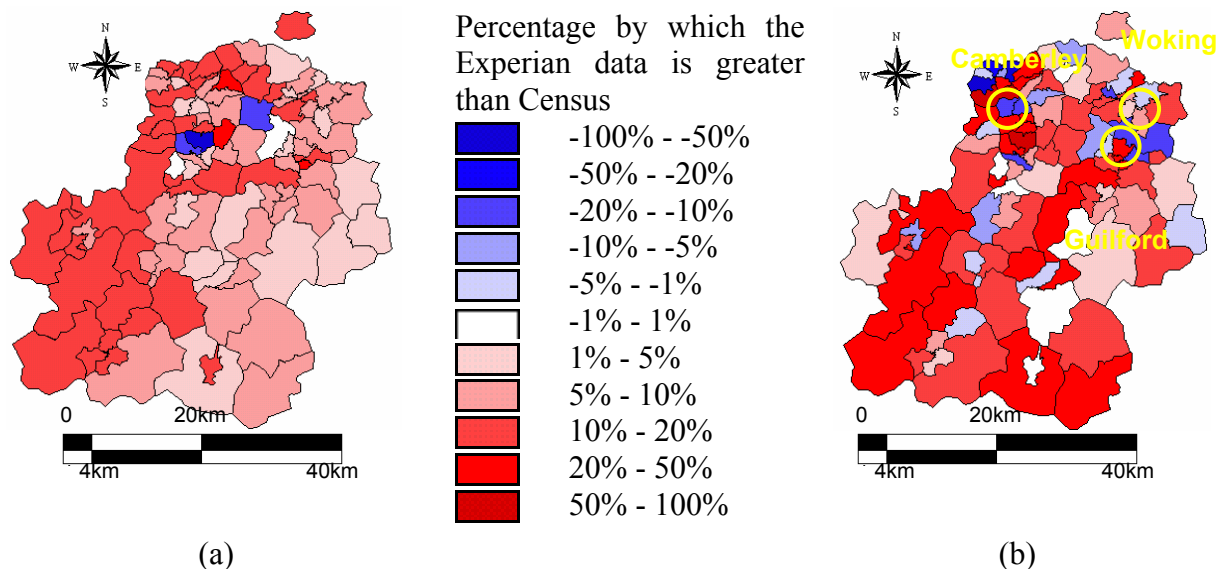 N
W E
S
0 20km
4km 40km
(a)
Percentage by which the
Experian data is greater
than Census
-100% - -50%
-50% - -20%
-20% - -10%
-10% - -5%
-5% - -1%
-1% - 1%
1% - 5%
5% - 10%
10% - 20%
20% - 50%
50% - 100%
N
W E
S
Camberley
Woking
Guilford
0 20km
4km 40km
(b)